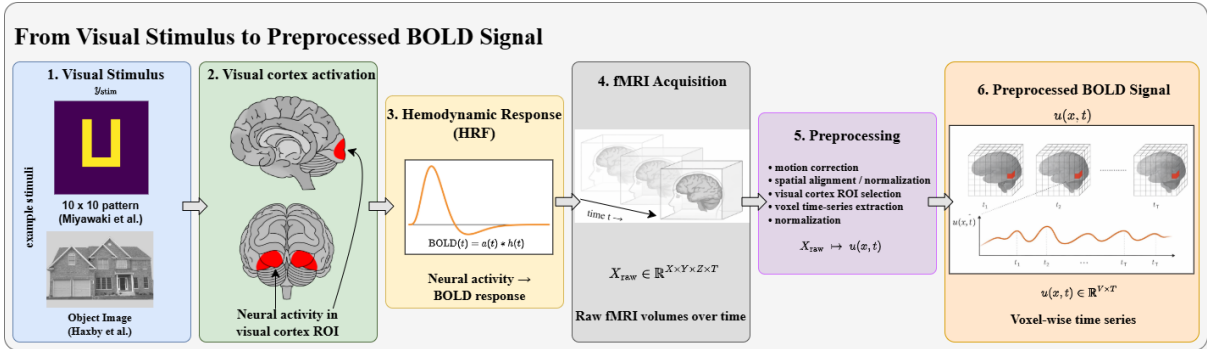 From Visual Stimulus to Preprocessed BOLD Signal
1. Visual Stimulus
y_stim
example stimuli
10 x 10 pattern
(Miyawaki et al.)
Object Image
(Haxby et al.)
2. Visual cortex activation
Neural activity in
visual cortex ROI
3. Hemodynamic Response
(HRF)
BOLD(t) = a(t) * h(t)
Neural activity →
BOLD response
4. fMRI Acquisition
time t →
X_raw ∈ ℝ^{X×Y×Z×T}
Raw fMRI volumes over time
5. Preprocessing
• motion correction
• spatial alignment / normalization
• visual cortex ROI selection
• voxel time-series extraction
• normalization
X_raw ↦ u(x, t)
6. Preprocessed BOLD Signal
u(x, t)
t_1 t_2 t_T
u(x, t)
t_1 t_2 ... t_T t_T
u(x, t) ∈ ℝ^{V×T}
Voxel-wise time series